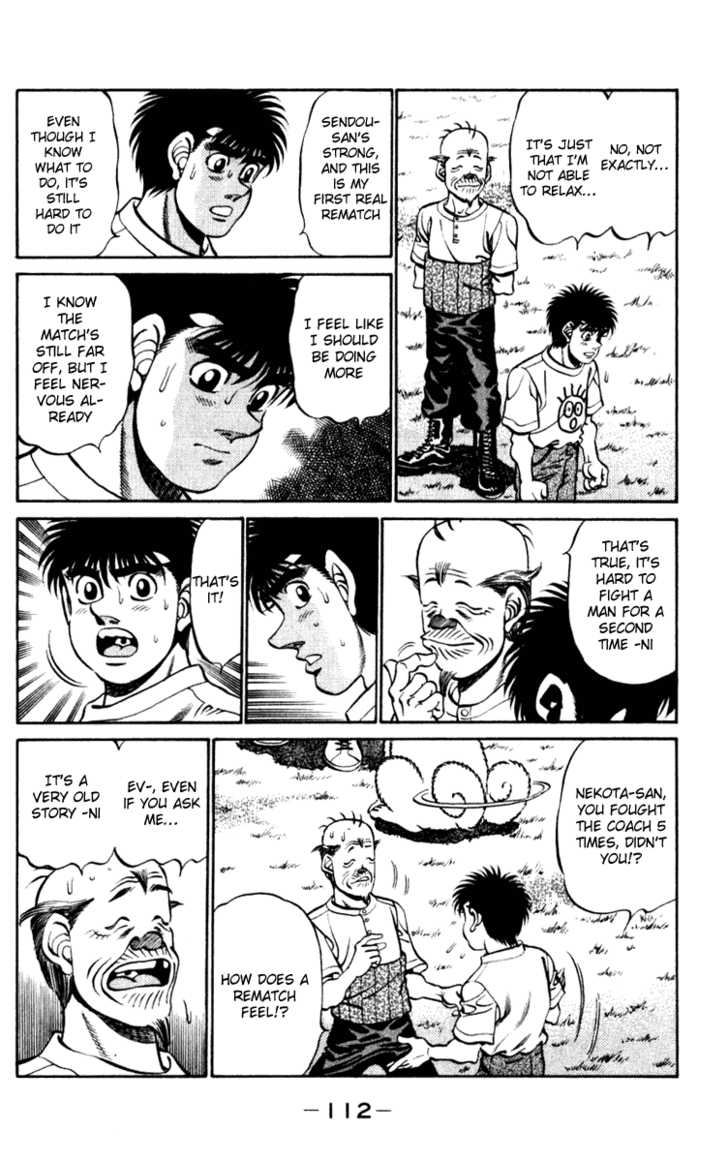 NO, NOT
EXACTLY...
IT'S JUST
THAT I'M
NOT ABLE
TO RELAX...
SENDOU-
SAN'S
STRONG,
AND THIS
IS MY
FIRST REAL
REMATCH
EVEN
THOUGH I
KNOW
WHAT TO
DO, IT'S
STILL
HARD TO
DO IT
I FEEL LIKE
I SHOULD
BE DOING
MORE
I KNOW
THE
MATCH'S
STILL FAR
OFF, BUT I
FEEL NER-
VOUS AL-
READY
THAT'S
TRUE, IT'S
HARD TO
FIGHT A
MAN FOR A
SECOND
TIME -NI
THAT'S
IT!
NEKOTA-SAN,
YOU FOUGHT
THE COACH 5
TIMES, DIDN'T
YOU!?
HOW DOES A
REMATCH
FEEL!?
EV-, EVEN
IF YOU ASK
ME...
IT'S A
VERY OLD
STORY -NI
-112-